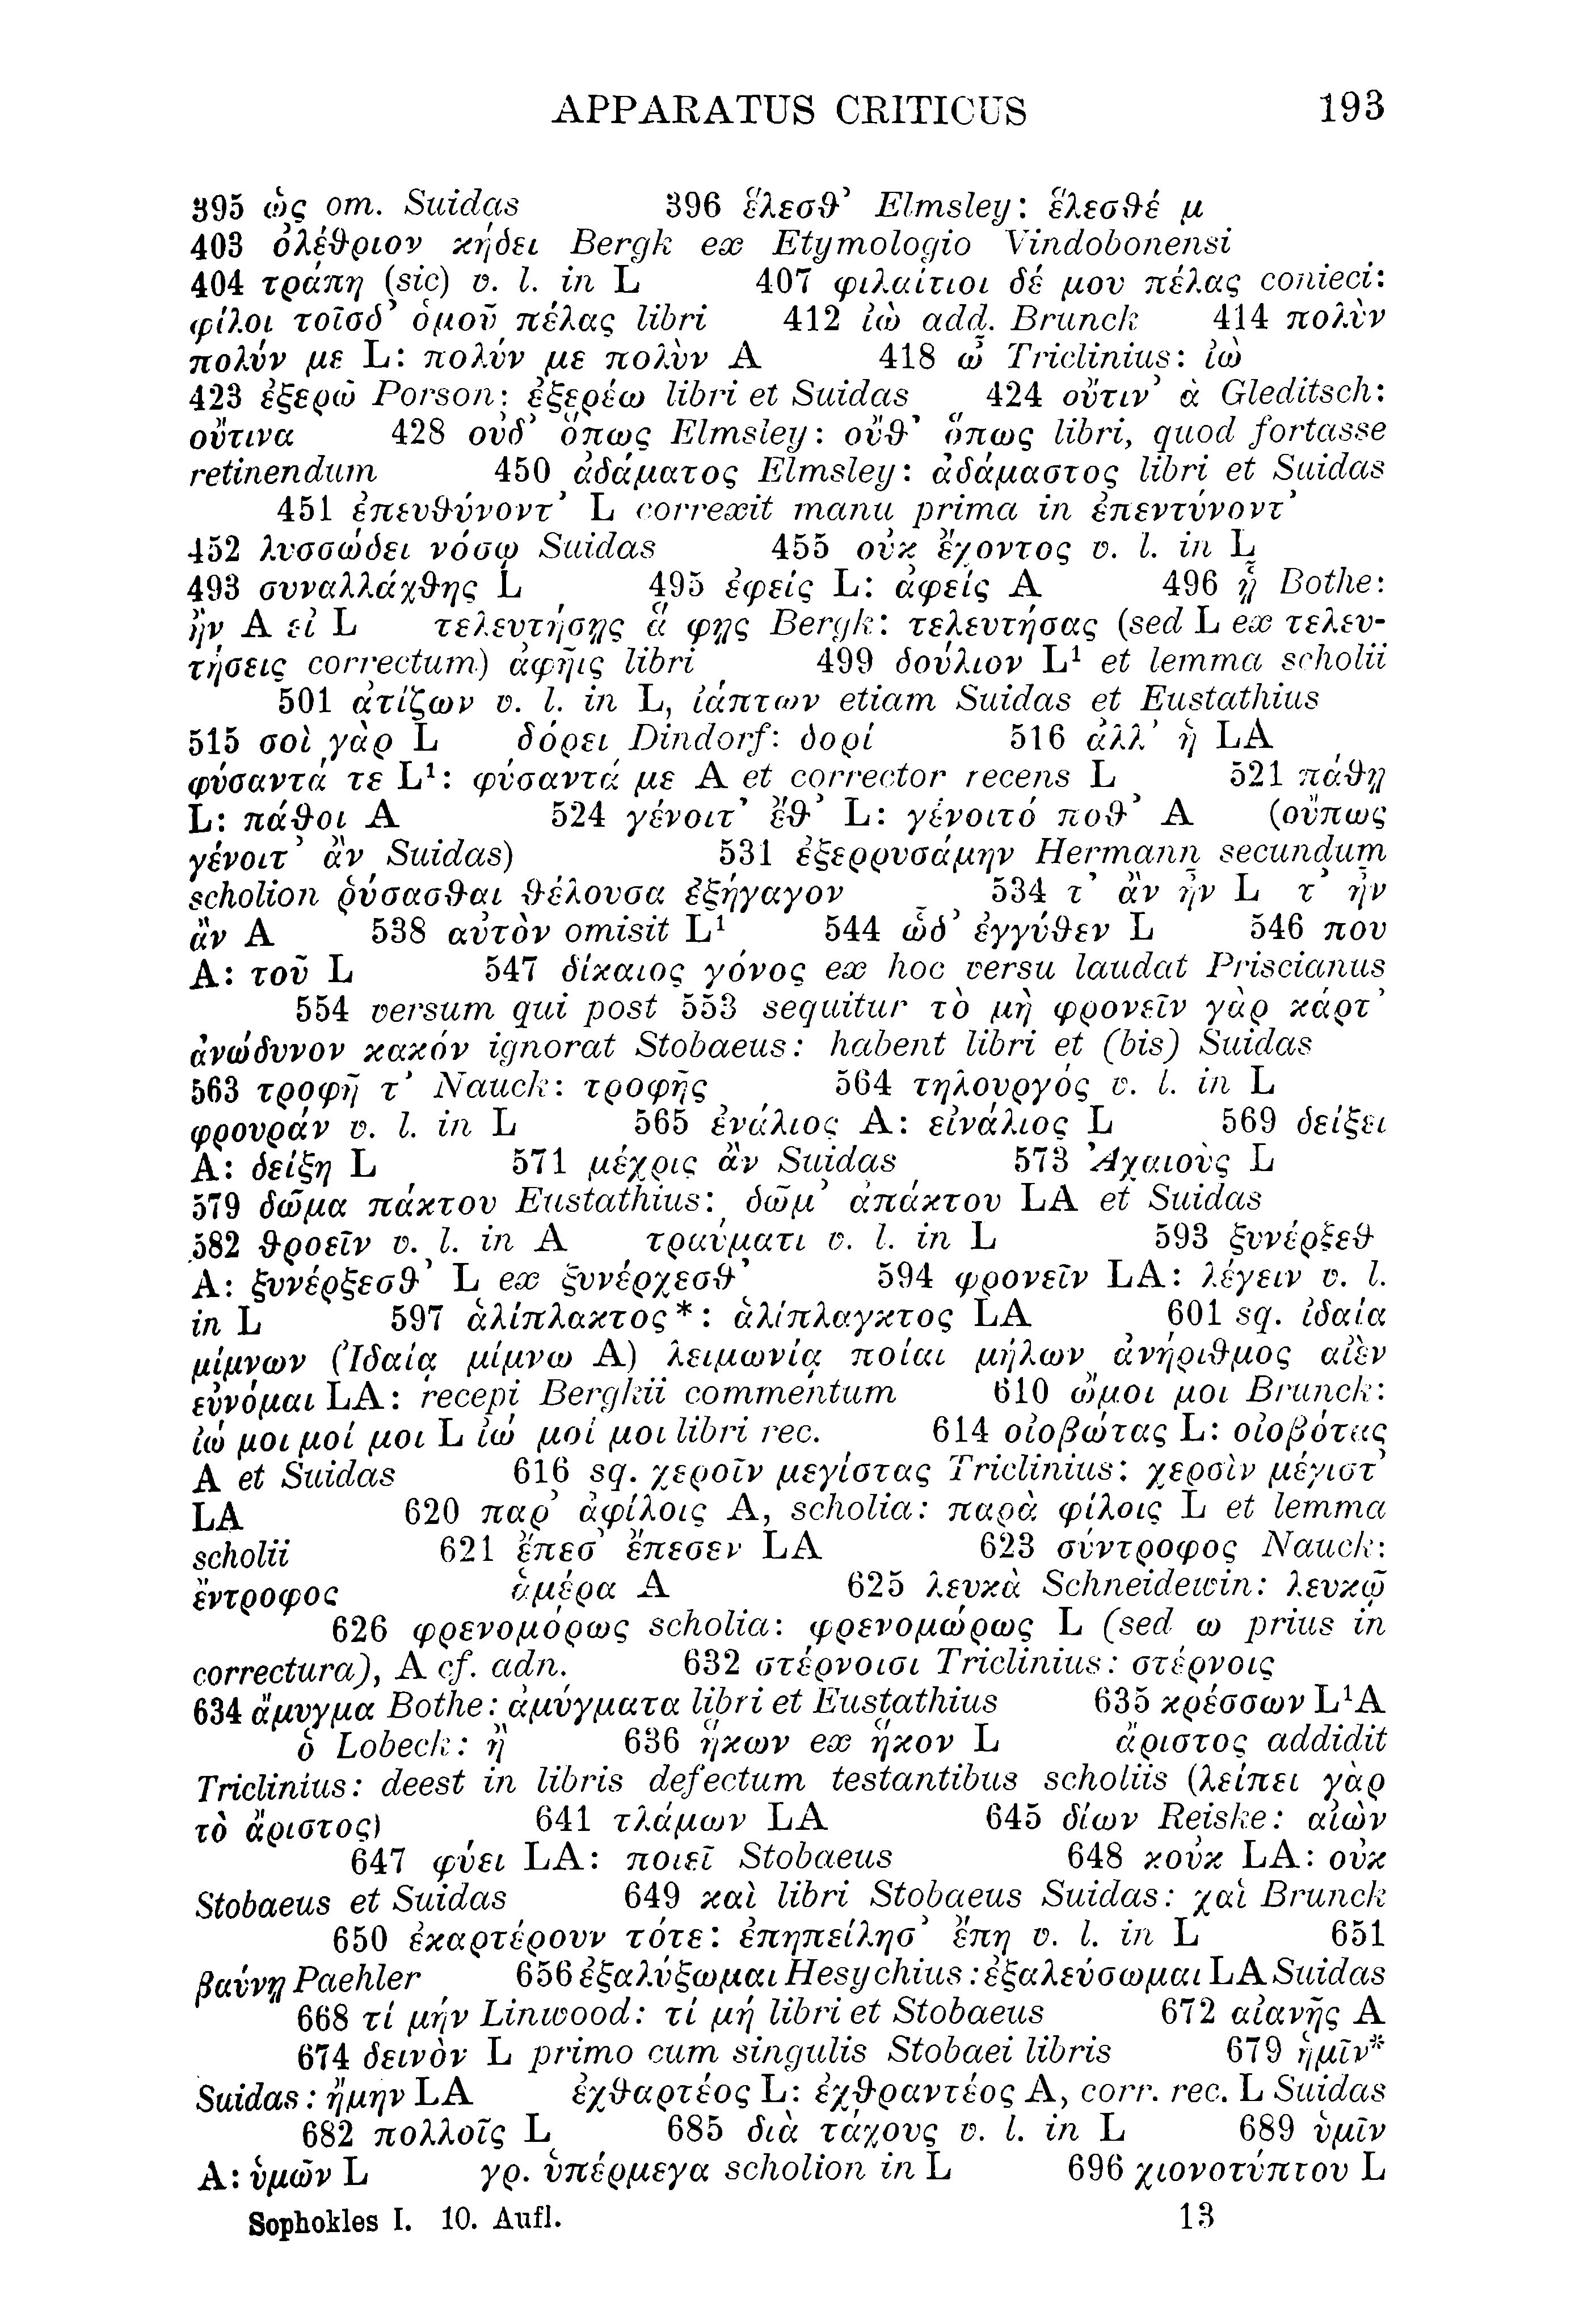 APPARATUS CRITICUS 193
395 ὡς om. Suidas 396 ἕλεσθ’ Elmsley: ἕλεσθέ μ
403 ὀλέθριον κήδει Bergk ex Etymologio Vindobonensi
404 τράπη (sic) v. l. in L 407 φιλαίτιοι δέ μου πέλας conieci:
φίλοι τοῖσδ’ ὁμοῦ πέλας libri 412 ἰὼ add. Brunck 414 πολὺν
πολύν με L: πολύν με πολὺν A 418 ὦ Triclinius: ἰὼ
423 ἐξερῶ Porson: ἐξερέω libri et Suidas 424 οὔτιν’ ἁ Gleditsch:
οὔτινα 428 οὐδ’ ὅπως Elmsley: οὔθ’ ὅπως libri, quod fortasse
retinendum 450 ἀδάματος Elmsley: ἀδάμαστος libri et Suidas
451 ἐπευθύνοντ’ L correxit manu prima in ἐπεντύνοντ’
452 λυσσώδει νόσῳ Suidas 455 οὐκ ἔχοντος v. l. in L
493 συναλλάχθης L 495 ἐφείς L: ἀφείς A 496 ᾗ Bothe:
ἢν A εἰ L τελευτήσῃς ἅ φῃς Bergk: τελευτήσας (sed L ex τελευ-
τήσεις correctum) ἀφῆις libri 499 δούλιον L¹ et lemma scholii
501 ἀτίζων v. l. in L, ἰάπτων etiam Suidas et Eustathius
515 σοὶ γὰρ L δόρει Dindorf: δορί 516 ἀλλ’ ἡ LA
φύσαντά τε L¹: φύσαντά με A et corrector recens L 521 πάθῃ
L: πάθοι A 524 γένοιτ’ ἔθ’ L: γένοιτό ποθ’ A (οὔπως
γένοιτ’ ἂν Suidas) 531 ἐξερρυσάμην Hermann secundum
scholion ῥύσασθαι θέλουσα ἐξήγαγον 534 τ’ ἂν ἦν L τ’ ἦν
ἂν A 538 αὐτὸν omisit L¹ 544 ὧδ’ ἐγγύθεν L 546 που
A: τοῦ L 547 δίκαιος γόνος ex hoc versu laudat Priscianus
554 versum qui post 553 sequitur τὸ μὴ φρονεῖν γὰρ κάρτ’
ἀνώδυνον κακόν ignorat Stobaeus: habent libri et (bis) Suidas
563 τροφῇ τ’ Nauck: τροφῆς 564 τηλουργός v. l. in L
φρουράν v. l. in L 565 ἐνάλιος A: εἰνάλιος L 569 δείξει
A: δείξῃ L 571 μέχρις ἂν Suidas 573 Ἀχαιοὺς L
579 δῶμα πάκτου Eustathius: δῶμ’ ἀπάκτου LA et Suidas
582 θροεῖν v. l. in A τραύματι v. l. in L 593 ξυνέρξεθ
A: ξυνέρξεσθ’ L ex ξυνέρχεσθ’ 594 φρονεῖν LA: λέγειν v. l.
in L 597 ἁλίπλακτος*: ἁλίπλαγκτος LA 601 sq. ἰδαία
μίμνων (Ἰδαίᾳ μίμνω A) λειμωνίᾳ ποίαι μήλων ἀνήριθμος αἰὲν
εὐνόμαι LA: recepi Bergkii commentum 610 ὤμοι μοι Brunck:
ἰώ μοι μοί μοι L ἰώ μοί μοι libri rec. 614 οἰοβώτας L: οἰοβότας
A et Suidas 616 sq. χεροῖν μεγίστας Triclinius: χερσὶν μέγιστ’
LA 620 παρ’ ἀφίλοις A, scholia: παρὰ φίλοις L et lemma
scholii 621 ἔπεσ’ ἔπεσεν LA 623 σύντροφος Nauck:
ἔντροφος ἁμέρα A 625 λευκὰ Schneidewin: λευκῷ
626 φρενομόρως scholia: φρενομώρως L (sed ω prius in
correctura), A cf. adn. 632 στέρνοισι Triclinius: στέρνοις
634 ἄμυγμα Bothe: ἀμύγματα libri et Eustathius 635 κρέσσων L¹A
ὁ Lobeck: ἢ 636 ἥκων ex ἧκον L ἄριστος addidit
Triclinius: deest in libris defectum testantibus scholiis (λείπει γὰρ
τὸ ἄριστος) 641 τλάμων LA 645 δίων Reiske: αἰὼν
647 φύει LA: ποιεῖ Stobaeus 648 κοὐκ LA: οὐκ
Stobaeus et Suidas 649 καὶ libri Stobaeus Suidas: χαἰ Brunck
650 ἐκαρτέρουν τότε: ἐπηπείλησ’ ἔπη v. l. in L 651
βαύνῃ Paehler 656 ἐξαλύξωμαι Hesychius: ἐξαλεύσωμαι LA Suidas
668 τί μήν Linwood: τί μή libri et Stobaeus 672 αἰανῆς A
674 δεινὸν L primo cum singulis Stobaei libris 679 ἡμῖν*
Suidas: ἤμην LA ἐχθαρτέος L: ἐχθραντέος A, corr. rec. L Suidas
682 πολλοῖς L 685 διὰ τάχους v. l. in L 689 ὑμῖν
A: ὑμῶν L γρ. ὑπέρμεγα scholion in L 696 χιονοτύπτου L
Sophokles I. 10. Aufl. 13